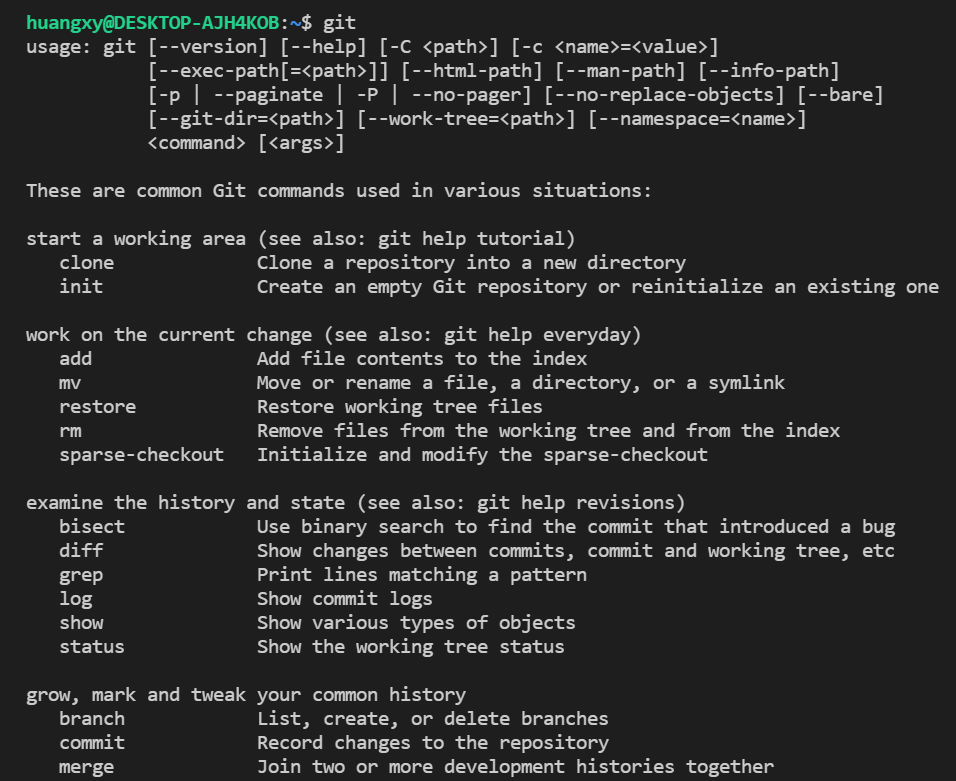 huangxy@DESKTOP-AJH4KOB:~$ git
usage: git [--version] [--help] [-C <path>] [-c <name>=<value>]
           [--exec-path[=<path>]] [--html-path] [--man-path] [--info-path]
           [-p | --paginate | -P | --no-pager] [--no-replace-objects] [--bare]
           [--git-dir=<path>] [--work-tree=<path>] [--namespace=<name>]
           <command> [<args>]

These are common Git commands used in various situations:

start a working area (see also: git help tutorial)
   clone             Clone a repository into a new directory
   init              Create an empty Git repository or reinitialize an existing one

work on the current change (see also: git help everyday)
   add               Add file contents to the index
   mv                Move or rename a file, a directory, or a symlink
   restore           Restore working tree files
   rm                Remove files from the working tree and from the index
   sparse-checkout   Initialize and modify the sparse-checkout

examine the history and state (see also: git help revisions)
   bisect            Use binary search to find the commit that introduced a bug
   diff              Show changes between commits, commit and working tree, etc
   grep              Print lines matching a pattern
   log               Show commit logs
   show              Show various types of objects
   status            Show the working tree status

grow, mark and tweak your common history
   branch            List, create, or delete branches
   commit            Record changes to the repository
   merge             Join two or more development histories together